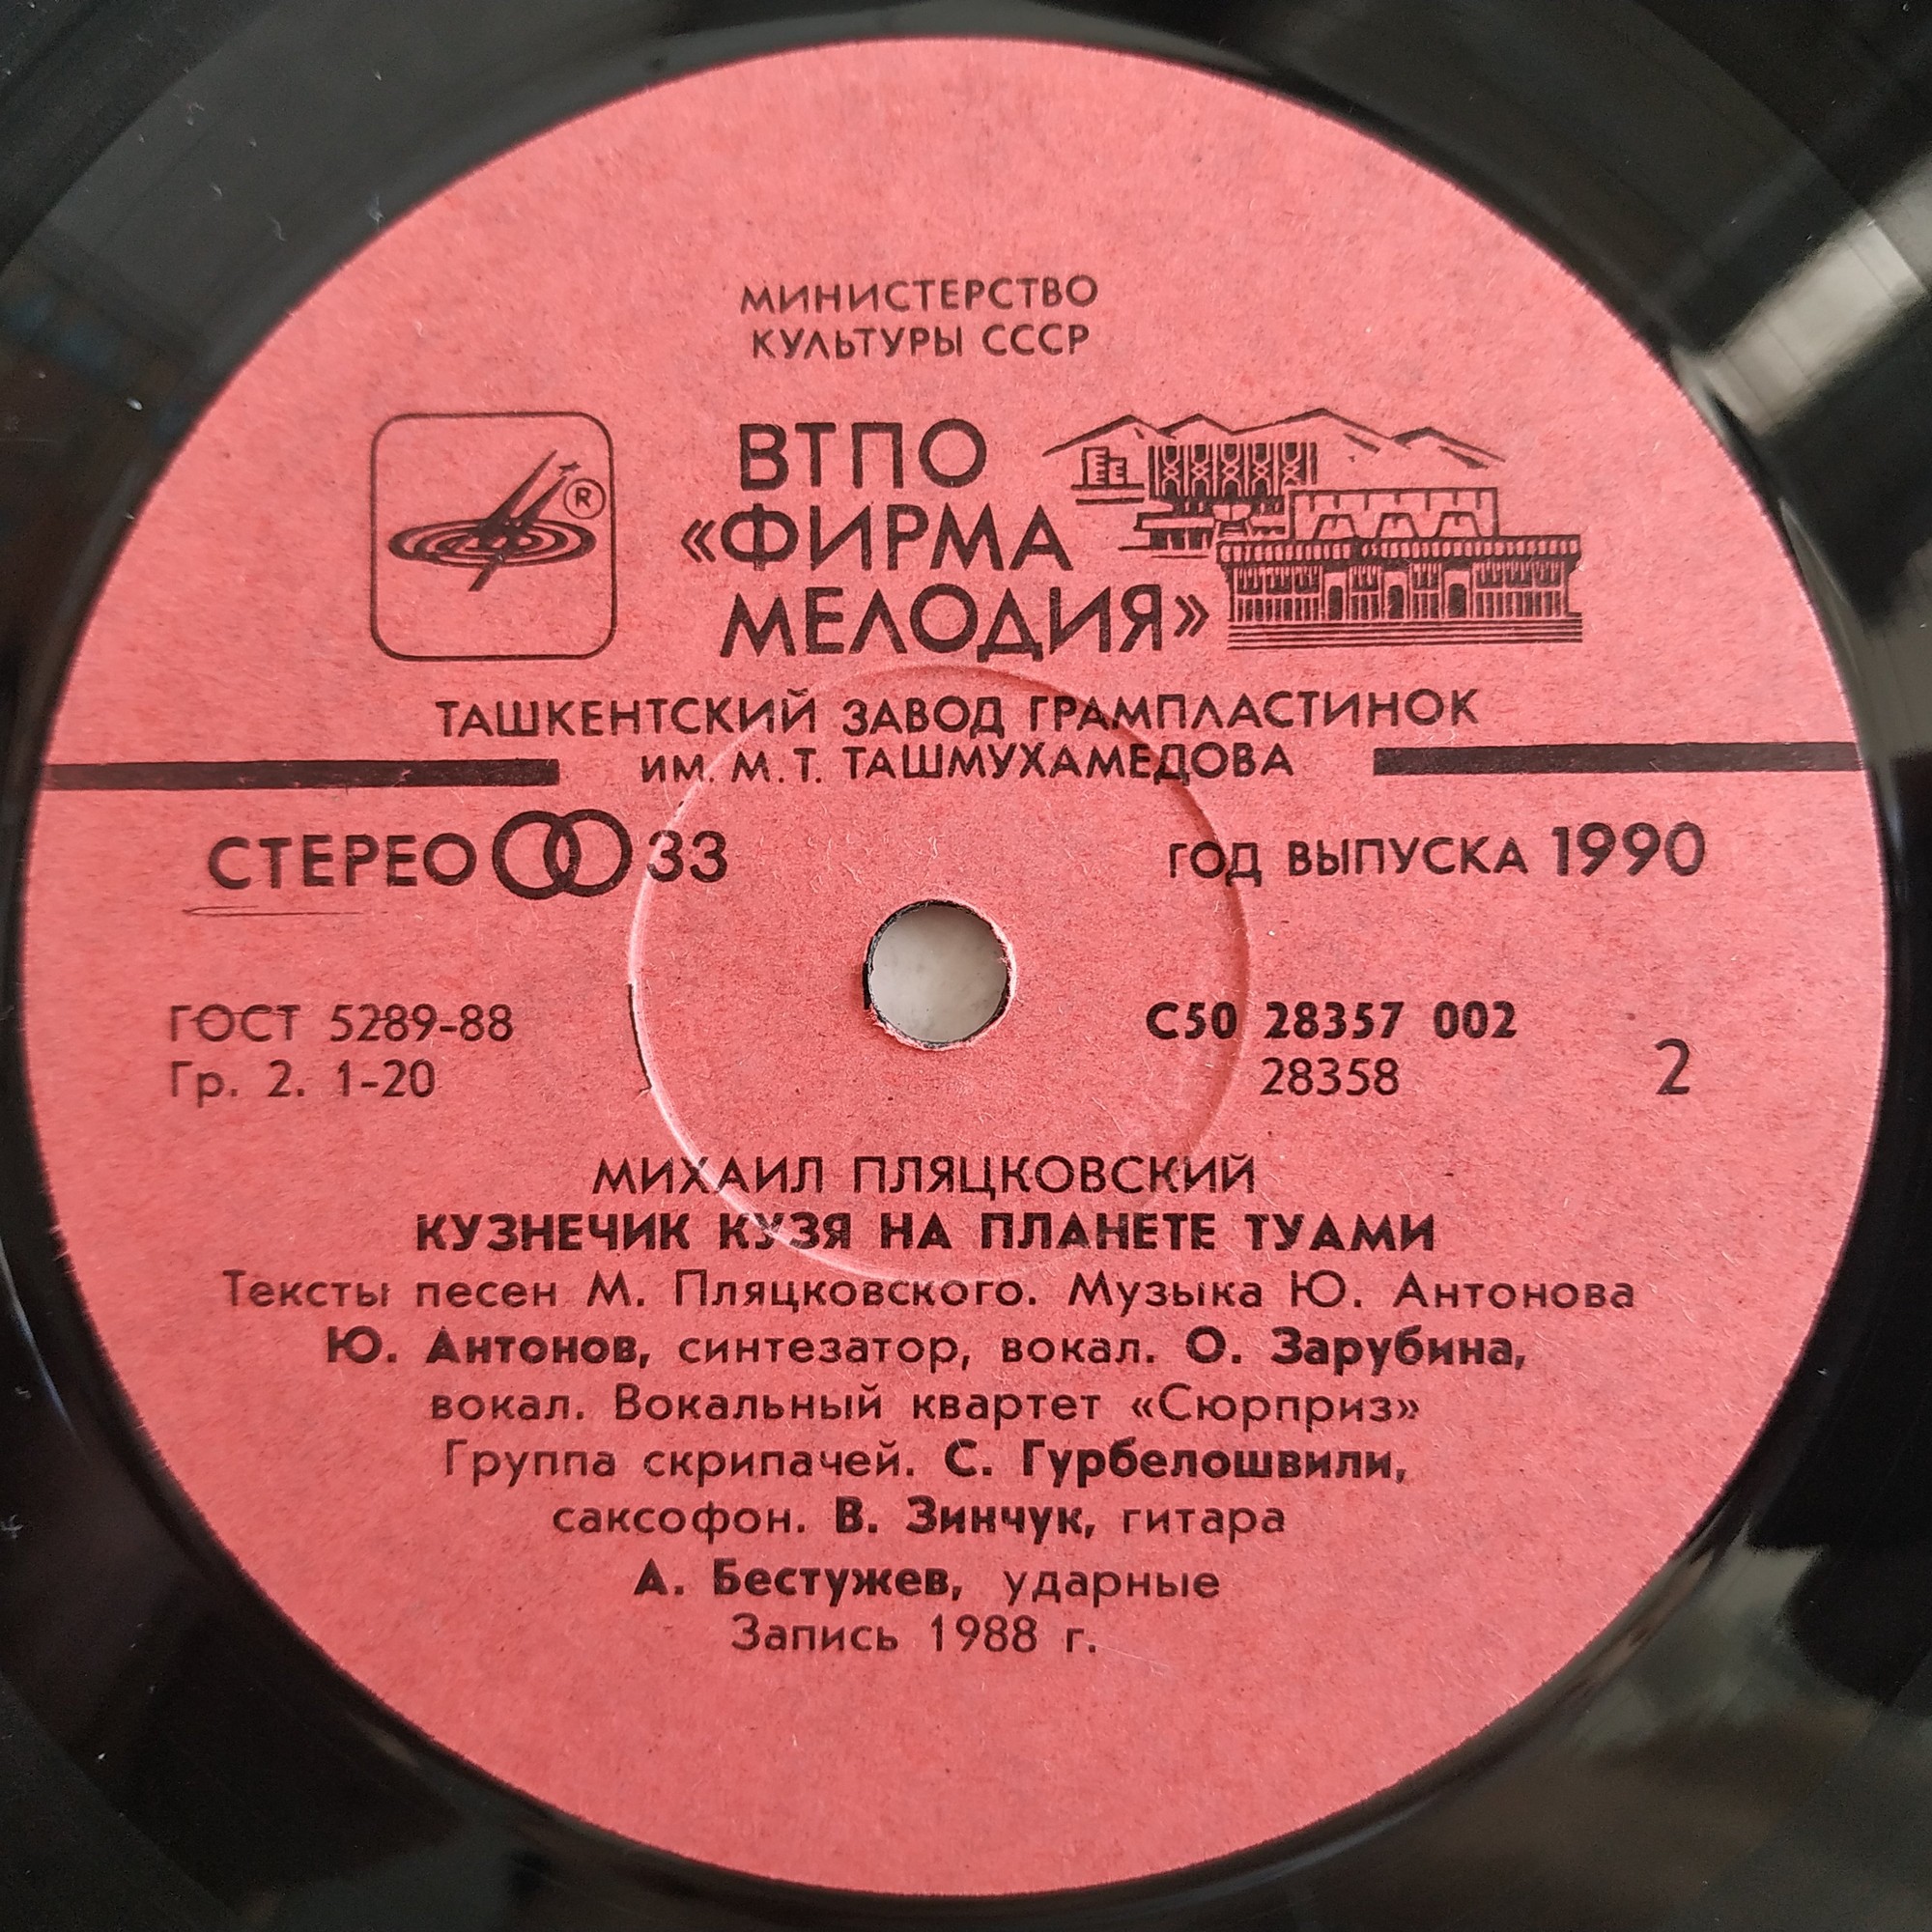 МИНИСТЕРСТВО
КУЛЬТУРЫ СССР
ВТПО
«ФИРМА
МЕЛОДИЯ»
®
ТАШКЕНТСКИЙ ЗАВОД ГРАМПЛАСТИНОК
ИМ. М.Т. ТАШМУХАМЕДОВА
СТЕРЕО 33
ГОД ВЫПУСКА 1990
ГОСТ 5289-88
Гр. 2. 1-20
С50 28357 002
28358
2
МИХАИЛ ПЛЯЦКОВСКИЙ
КУЗНЕЧИК КУЗЯ НА ПЛАНЕТЕ ТУАМИ
Тексты песен М. Пляцковского. Музыка Ю. Антонова
Ю. Антонов, синтезатор, вокал. О. Зарубина,
вокал. Вокальный квартет «Сюрприз»
Группа скрипачей. С. Гурбелошвили,
саксофон. В. Зинчук, гитара
А. Бестужев, ударные
Запись 1988 г.